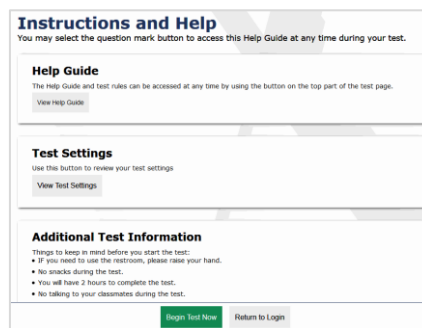 Instructions and Help
You may select the question mark button to access this Help Guide at any time during your test.
Help Guide
The Help Guide and test rules can be accessed at any time by using the button on the top part of the test page.
View Help Guide
Test Settings
Use this button to review your test settings
View Test Settings
Additional Test Information
Things to keep in mind before you start the test:
• IF you need to use the restroom, please raise your hand.
• No snacks during the test.
• You will have 2 hours to complete the test.
• No talking to your classmates during the test.
Begin Test Now Return to Login